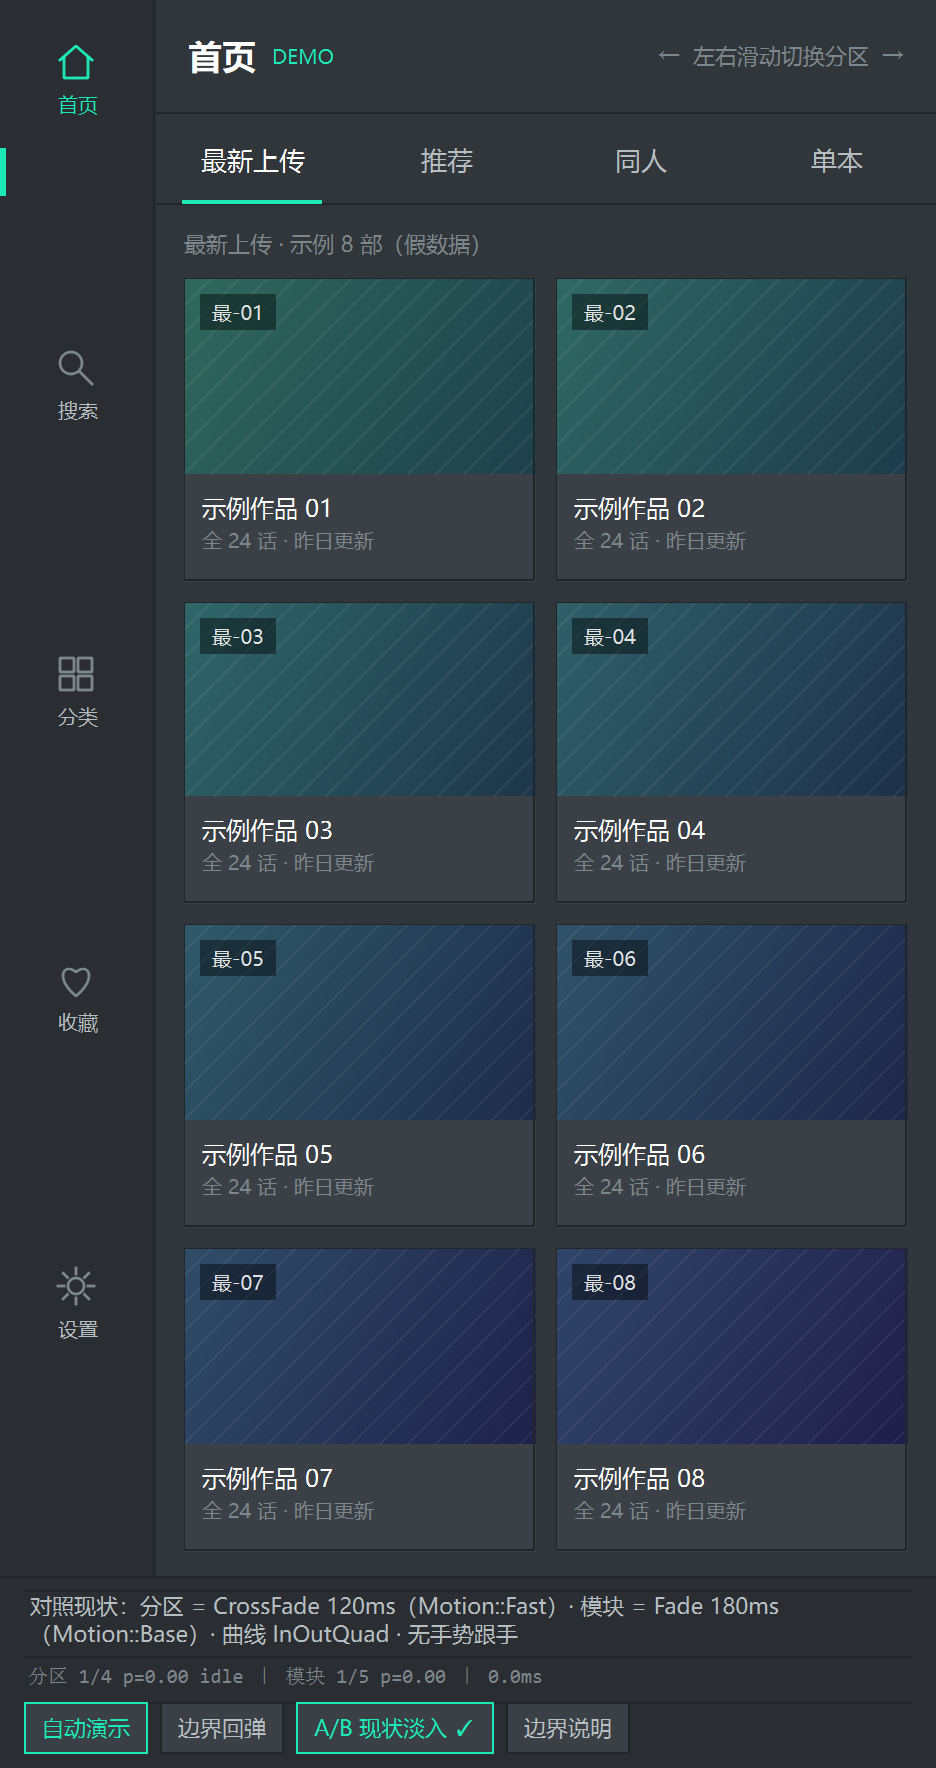 首页
搜索
分类
收藏
设置
首页 DEMO
← 左右滑动切换分区 →
最新上传 推荐 同人 单本
最新上传 · 示例 8 部（假数据）
最-01
示例作品 01
全 24 话 · 昨日更新
最-02
示例作品 02
全 24 话 · 昨日更新
最-03
示例作品 03
全 24 话 · 昨日更新
最-04
示例作品 04
全 24 话 · 昨日更新
最-05
示例作品 05
全 24 话 · 昨日更新
最-06
示例作品 06
全 24 话 · 昨日更新
最-07
示例作品 07
全 24 话 · 昨日更新
最-08
示例作品 08
全 24 话 · 昨日更新
对照现状：分区 = CrossFade 120ms（Motion::Fast）· 模块 = Fade 180ms
（Motion::Base）· 曲线 InOutQuad · 无手势跟手
分区 1/4 p=0.00 idle | 模块 1/5 p=0.00 | 0.0ms
自动演示 边界回弹 A/B 现状淡入 ✓ 边界说明